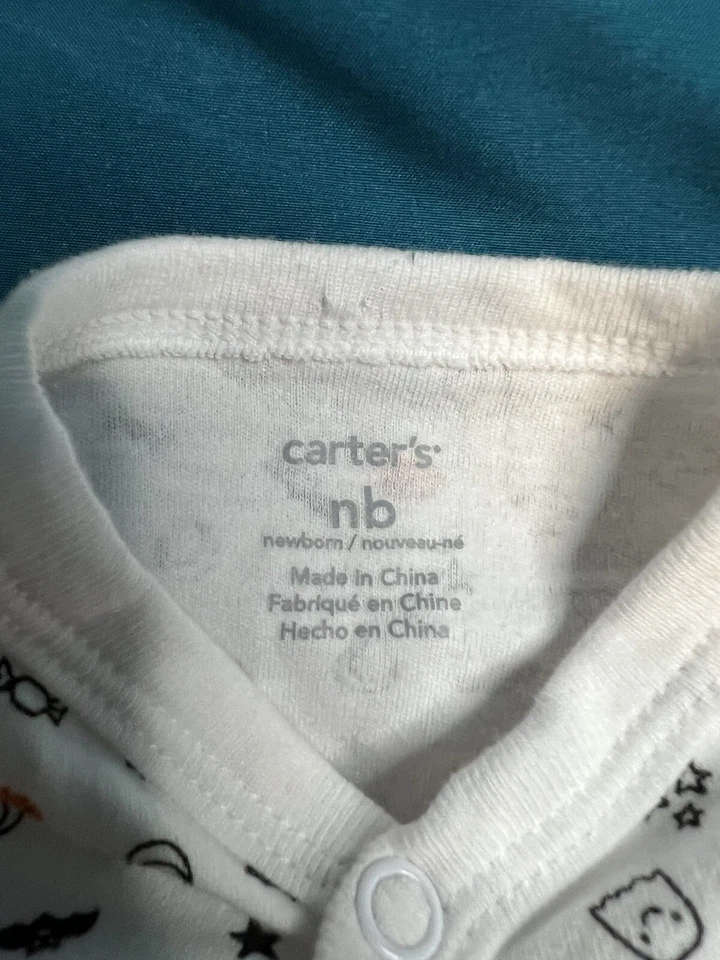 carter's
nb
newborn / nouveau-né
Made in China
Fabriqué en Chine
Hecho en China